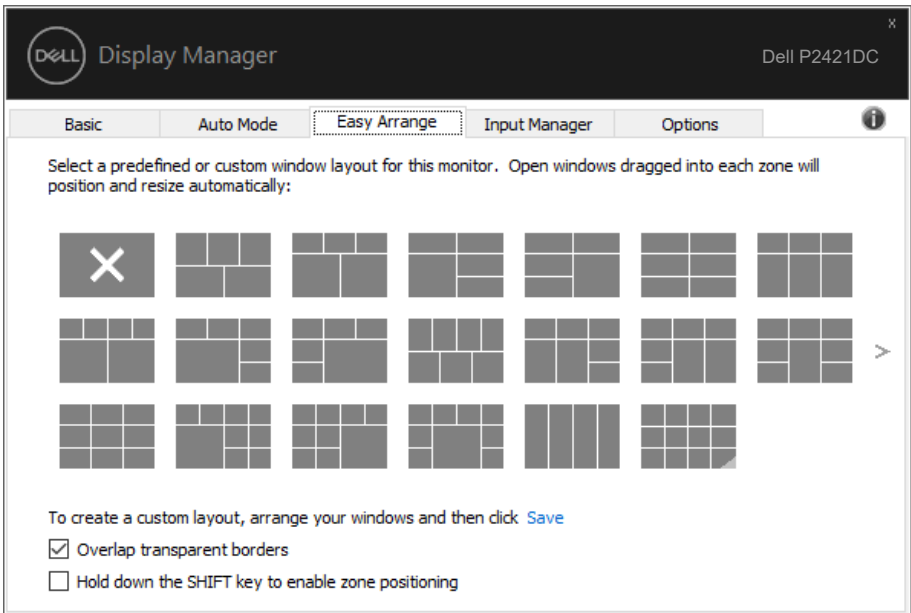 x
DELL Display Manager
Dell P2421DC
Basic Auto Mode Easy Arrange Input Manager Options i
Select a predefined or custom window layout for this monitor. Open windows dragged into each zone will
position and resize automatically:
>
To create a custom layout, arrange your windows and then click Save
Overlap transparent borders
Hold down the SHIFT key to enable zone positioning